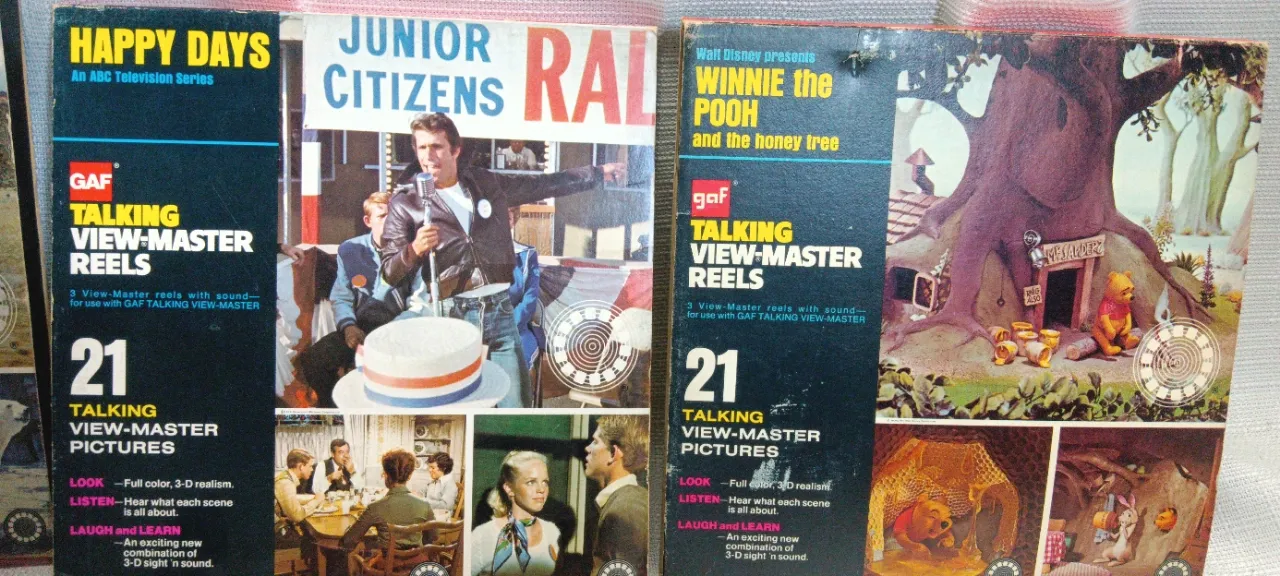 HAPPY DAYS
An ABC Television Series
GAF
TALKING
VIEW-MASTER
REELS
3 View-Master reels with sound—
for use with GAF TALKING VIEW-MASTER
21
TALKING
VIEW-MASTER
PICTURES
LOOK —Full color, 3-D realism.
LISTEN—Hear what each scene
is all about.
LAUGH and LEARN
—An exciting new
combination of
3-D sight 'n sound.
JUNIOR
CITIZENS
RAL
Walt Disney presents
WINNIE the
POOH
and the honey tree
gaf
TALKING
VIEW-MASTER
REELS
3 View-Master reels with sound—
for use with GAF TALKING VIEW-MASTER
21
TALKING
VIEW-MASTER
PICTURES
LOOK —Full color, 3-D realism.
LISTEN—Hear what each scene
is all about.
LAUGH and LEARN
—An exciting new
combination of
3-D sight 'n sound.